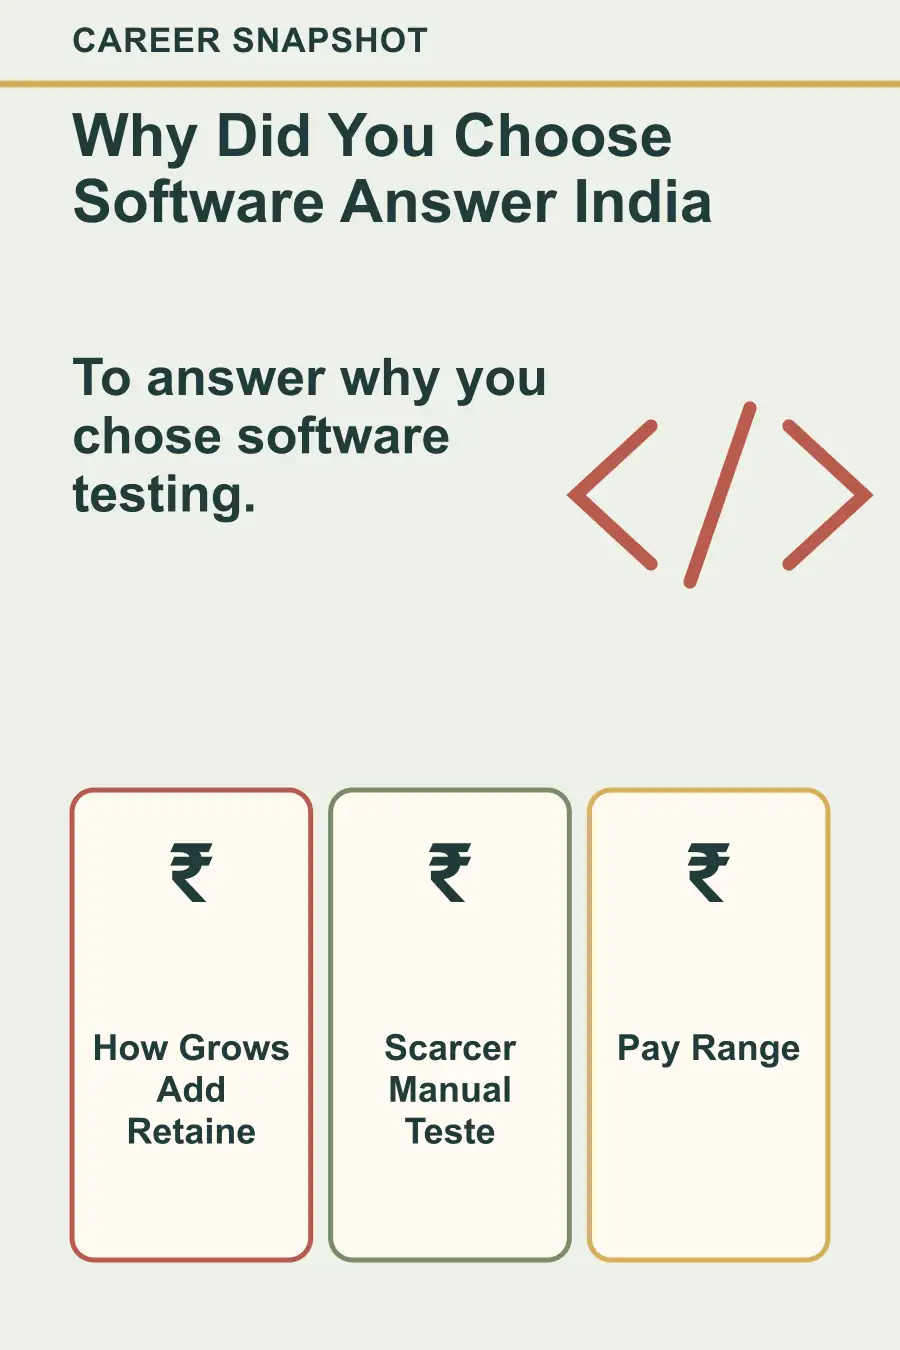 CAREER SNAPSHOT
Why Did You Choose
Software Answer India
To answer why you
chose software
testing.
</>
₹
How Grows
Add
Retaine
₹
Scarcer
Manual
Teste
₹
Pay Range